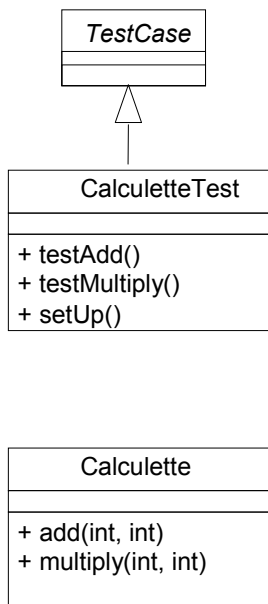 TestCase
CalculetteTest
+ testAdd()
+ testMultiply()
+ setUp()
Calculette
+ add(int, int)
+ multiply(int, int)